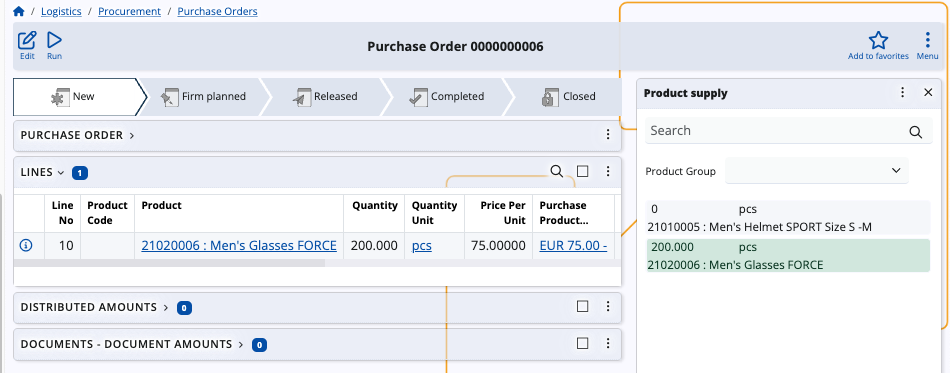 / Logistics / Procurement / Purchase Orders
Edit Run
Purchase Order 0000000006
Add to favorites Menu
New Firm planned Released Completed Closed
PURCHASE ORDER >
LINES 1
Line No Product Code Product Quantity Quantity Unit Price Per Unit Purchase Product...
10 21020006 : Men's Glasses FORCE 200.000 pcs 75.00000 EUR 75.00 -
DISTRIBUTED AMOUNTS > 0
DOCUMENTS - DOCUMENT AMOUNTS > 0
Product supply
Search
Product Group
0 pcs
21010005 : Men's Helmet SPORT Size S -M
200.000 pcs
21020006 : Men's Glasses FORCE